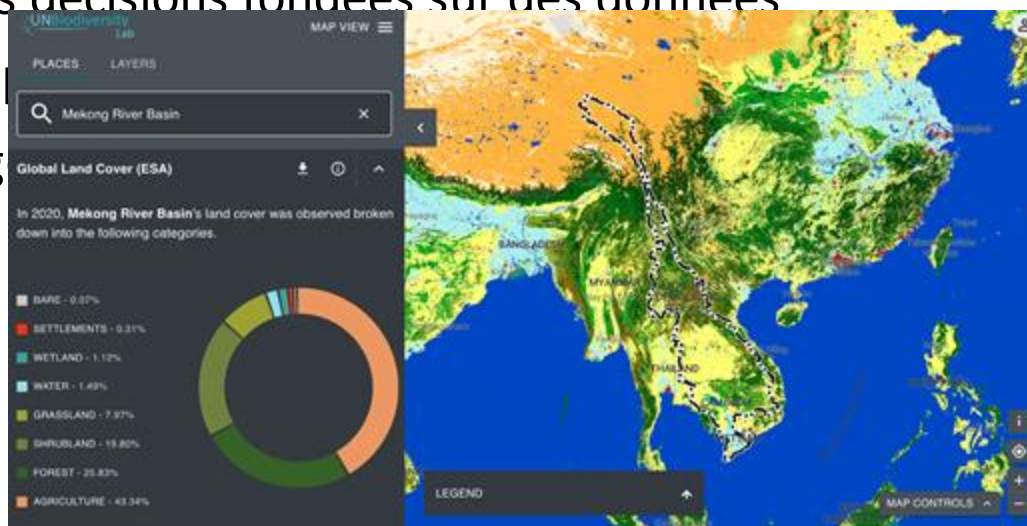 s décisions fondées sur des données
UNBiodiversity
Lab
MAP VIEW
PLACES LAYERS
Mekong River Basin
Global Land Cover (ESA)
In 2020, Mekong River Basin's land cover was observed broken
down into the following categories.
BARE - 0.07%
SETTLEMENTS - 0.31%
WETLAND - 1.12%
WATER - 1.49%
GRASSLAND - 7.97%
SHRUBLAND - 19.80%
FOREST - 25.83%
AGRICULTURE - 43.34%
BANGLADESH
THAILAND
LEGEND
MAP CONTROLS